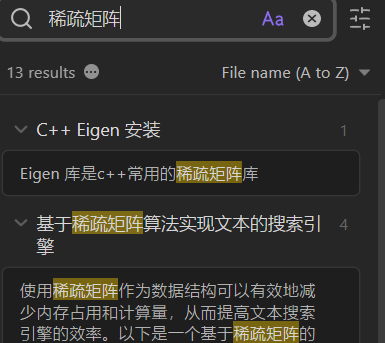 稀疏矩阵 Aa
13 results File name (A to Z)
C++ Eigen 安装 1
Eigen 库是c++常用的稀疏矩阵库
基于稀疏矩阵算法实现文本的搜索引 4
擎
使用稀疏矩阵作为数据结构可以有效地减
少内存占用和计算量，从而提高文本搜索
引擎的效率。以下是一个基于稀疏矩阵的